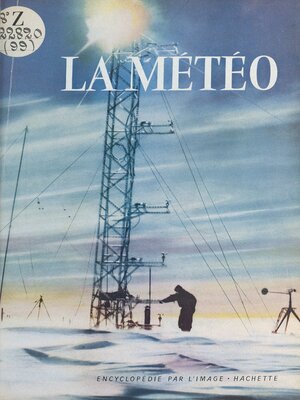 8° Z
22820
(99)
LA MÉTÉO
ENCYCLOPÉDIE PAR L'IMAGE • HACHETTE